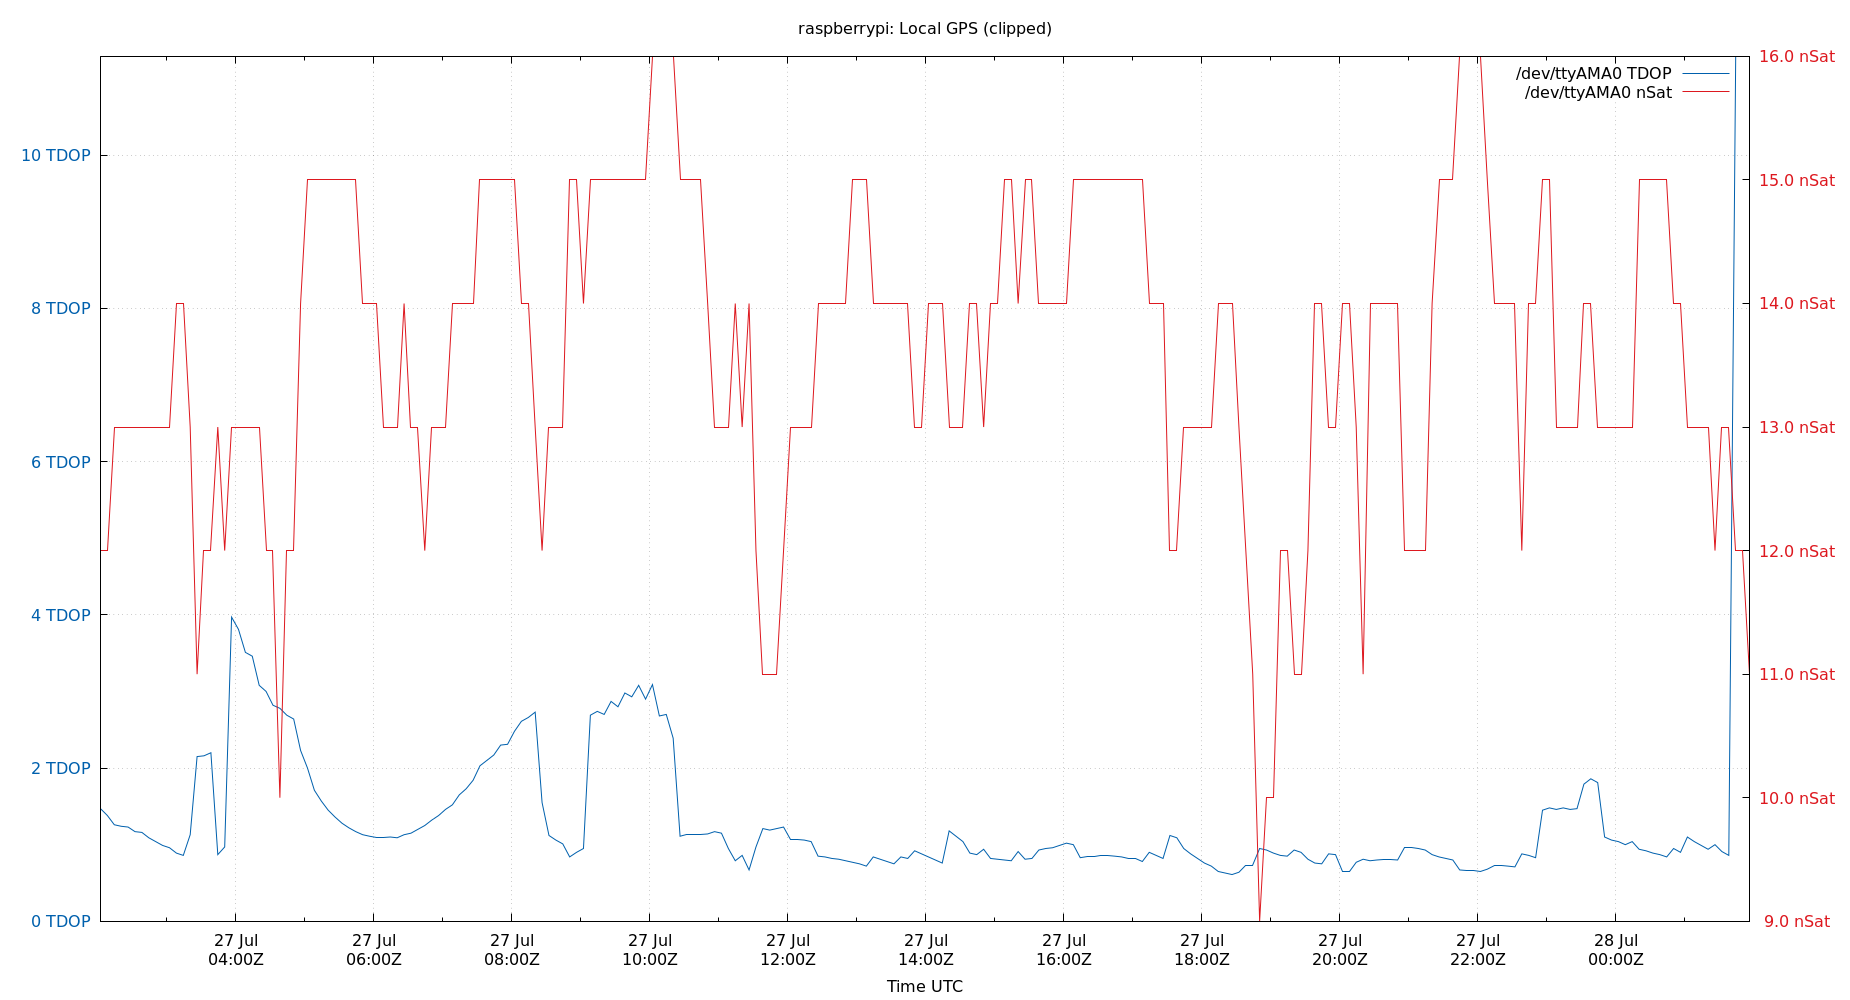 raspberrypi: Local GPS (clipped)
16.0 nSat
/dev/ttyAMA0 TDOP
/dev/ttyAMA0 nSat
10 TDOP
15.0 nSat
8 TDOP
14.0 nSat
6 TDOP
13.0 nSat
12.0 nSat
4 TDOP
11.0 nSat
2 TDOP
10.0 nSat
0 TDOP
9.0 nSat
27 Jul 27 Jul 27 Jul 27 Jul 27 Jul 27 Jul 27 Jul 27 Jul 27 Jul 27 Jul 28 Jul
04:00Z 06:00Z 08:00Z 10:00Z 12:00Z 14:00Z 16:00Z 18:00Z 20:00Z 22:00Z 00:00Z
Time UTC